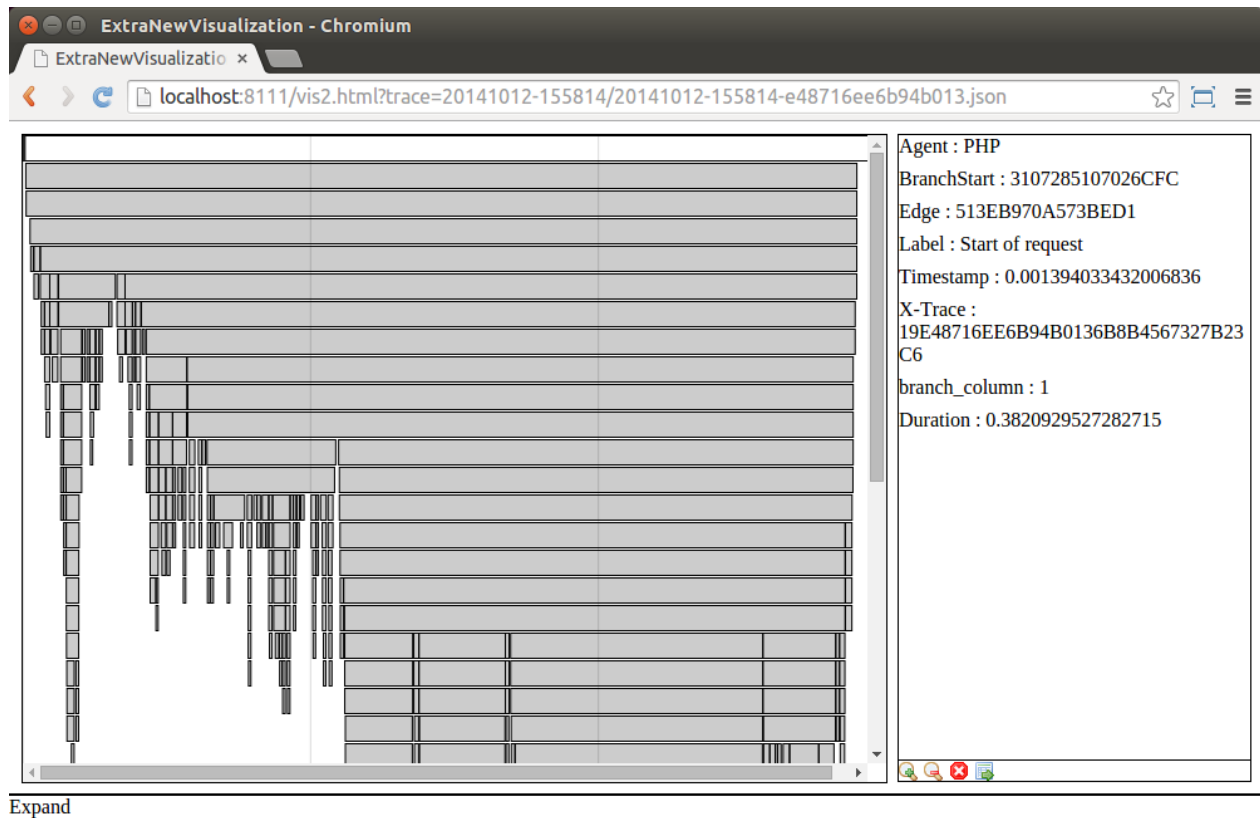 ExtraNewVisualization - Chromium
ExtraNewVisualizatio
localhost:8111/vis2.html?trace=20141012-155814/20141012-155814-e48716ee6b94b013.json
Agent : PHP
BranchStart : 3107285107026CFC
Edge : 513EB970A573BED1
Label : Start of request
Timestamp : 0.001394033432006836
X-Trace :
19E48716EE6B94B0136B8B4567327B23
C6
branch_column : 1
Duration : 0.3820929527282715
Expand